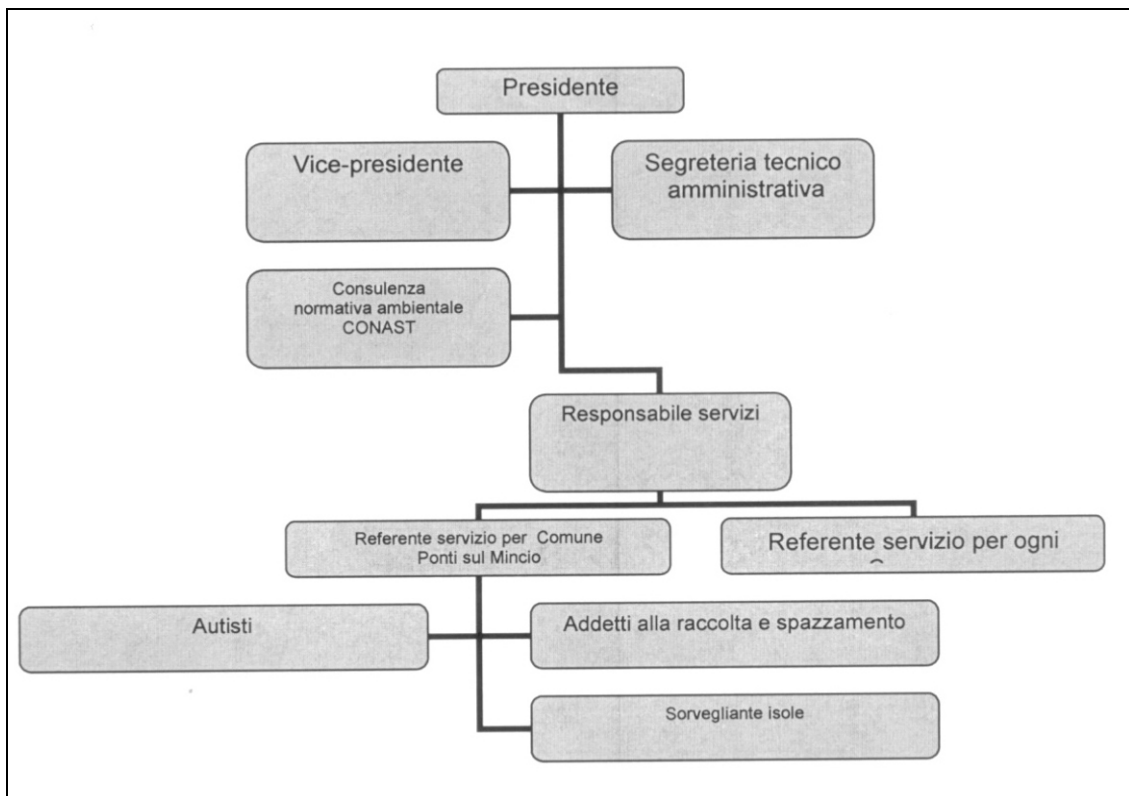 Presidente
Vice-presidente
Segreteria tecnico
amministrativa
Consulenza
normativa ambientale
CONAST
Responsabile servizi
Referente servizio per Comune
Ponti sul Mincio
Referente servizio per ogni
Autisti
Addetti alla raccolta e spazzamento
Sorvegliante isole